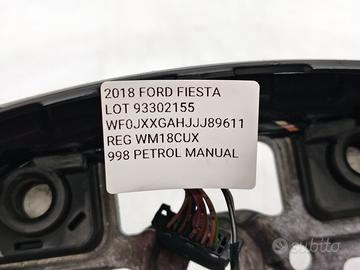 2018 FORD FIESTA
LOT 93302155
WF0JXXGAHJJJ89611
REG WM18CUX
998 PETROL MANUAL
subito